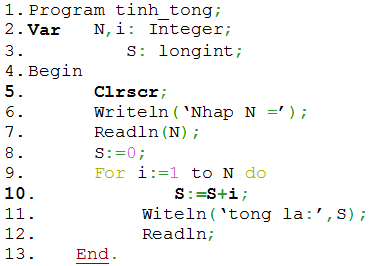 1. Program tinh_tong;
2. Var N,i: Integer;
3. S: longint;
4. Begin
5. Clrscr;
6. Writeln(‘Nhap N =’);
7. Readln(N);
8. S:=0;
9. For i:=1 to N do
10. S:=S+i;
11. Witeln(‘tong la:’,S);
12. Readln;
13. End.